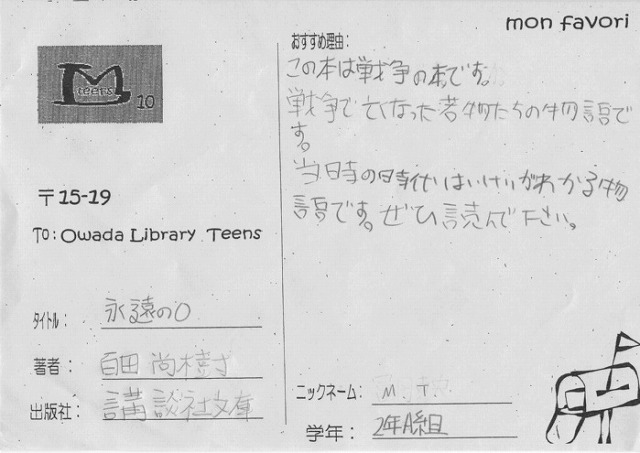 mon favori
M
teens
10
〒15-19
To: Owada Library Teens
タイトル: 永遠の0
著者: 百田 尚樹
出版社: 講談社文庫
おすすめ理由:
この本は戦争の本です。
戦争で亡くなった若物たちの物語で
す。
当時の時代はいけいがわかる物
語です。ぜひ読んで下さい。
ニックネーム: M. T.
学年: 2年A組